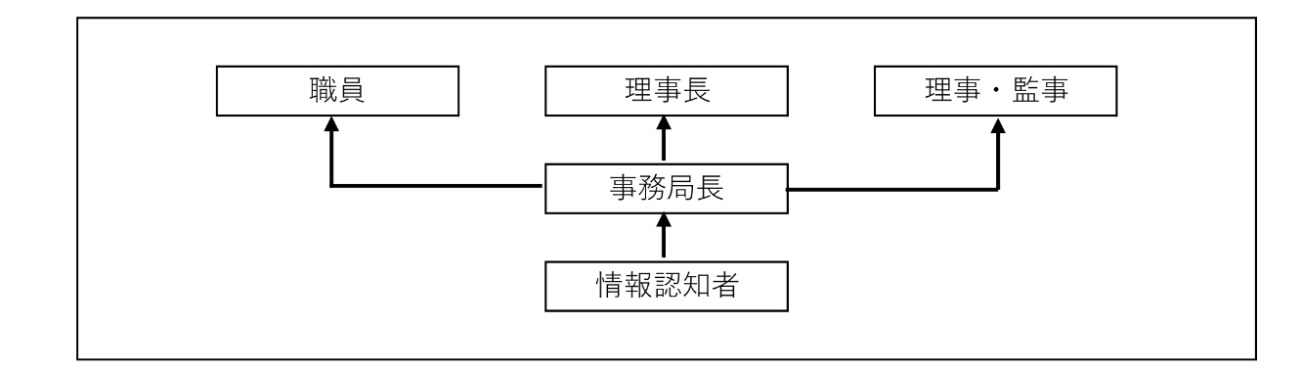 職員
理事長
理事・監事
事務局長
情報認知者